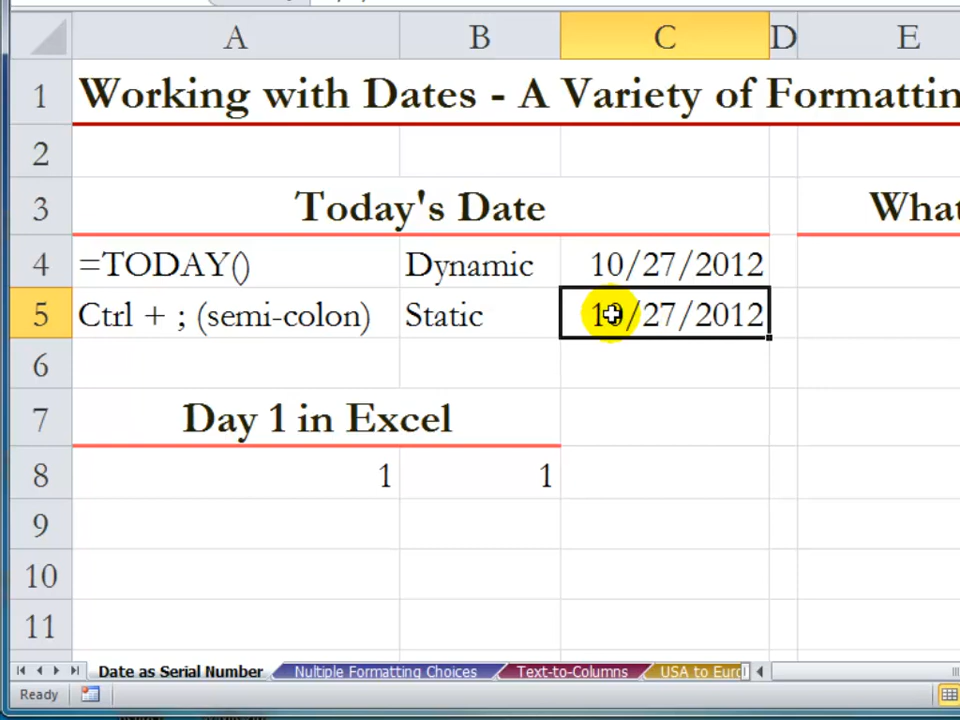 A B C D E
1 Working with Dates - A Variety of Formattin
2
3 Today's Date What
4 =TODAY() Dynamic 10/27/2012
5 Ctrl + ; (semi-colon) Static 10/27/2012
6
7 Day 1 in Excel
8 1 1
9
10
11
Date as Serial Number Nultiple Formatting Choices Text-to-Columns USA to Euro
Ready